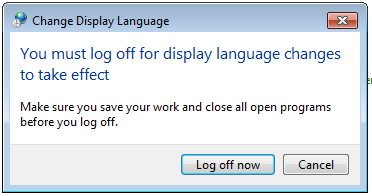 Change Display Language
You must log off for display language changes
to take effect
Make sure you save your work and close all open programs
before you log off.
Log off now
Cancel